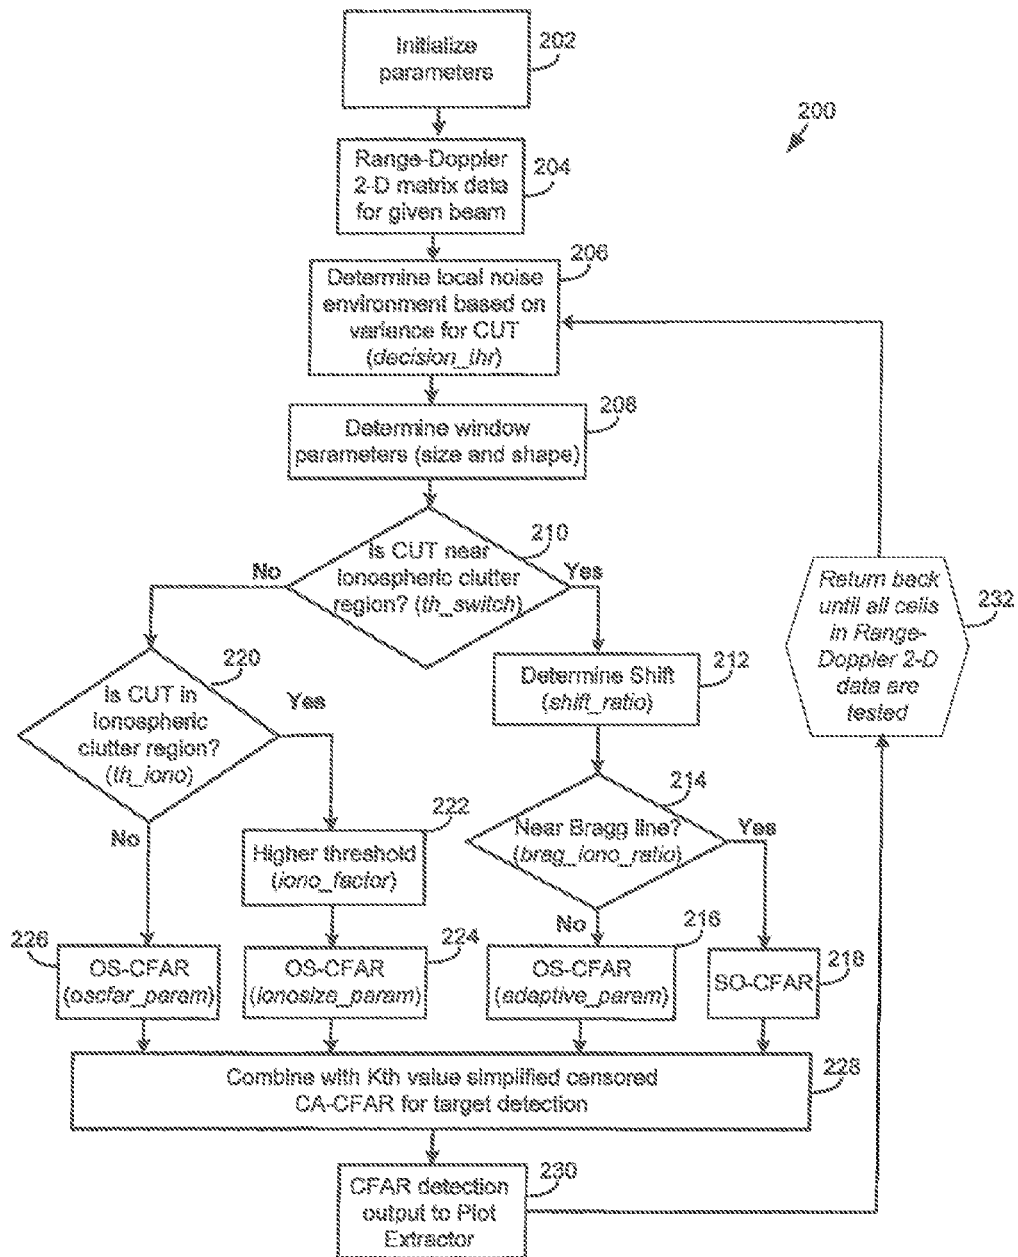 Initialize
parameters
202
200
Range-Doppler
2-D matrix data
for given beam
204
206
Determine local noise
environment based on
variance for CUT
(decision_thr)
208
Determine window
parameters (size and shape)
210
Is CUT near
ionospheric clutter
region? (th_switch)
No
Yes
Return back
until all cells
in Range-
Doppler 2-D
data are
tested
232
220
Is CUT in
ionospheric
clutter region?
(th_iono)
Yes
No
Determine Shift
(shift_ratio)
212
214
Near Bragg line?
(brag_iono_ratio)
Yes
No
222
Higher threshold
(iono_factor)
226
OS-CFAR
(oscfar_param)
224
OS-CFAR
(ionosize_param)
216
OS-CFAR
(adaptive_param)
SO-CFAR
218
Combine with Kth value simplified censored
CA-CFAR for target detection
228
230
CFAR detection
output to Plot
Extractor